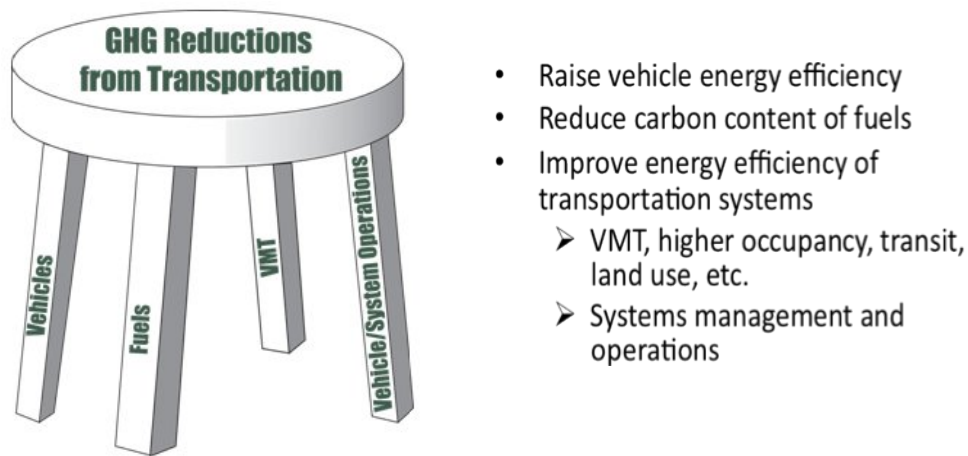 GHG Reductions
from Transportation
Vehicles
Fuels
VMT
Vehicle/System Operations
• Raise vehicle energy efficiency
• Reduce carbon content of fuels
• Improve energy efficiency of
transportation systems
➢ VMT, higher occupancy, transit,
land use, etc.
➢ Systems management and
operations